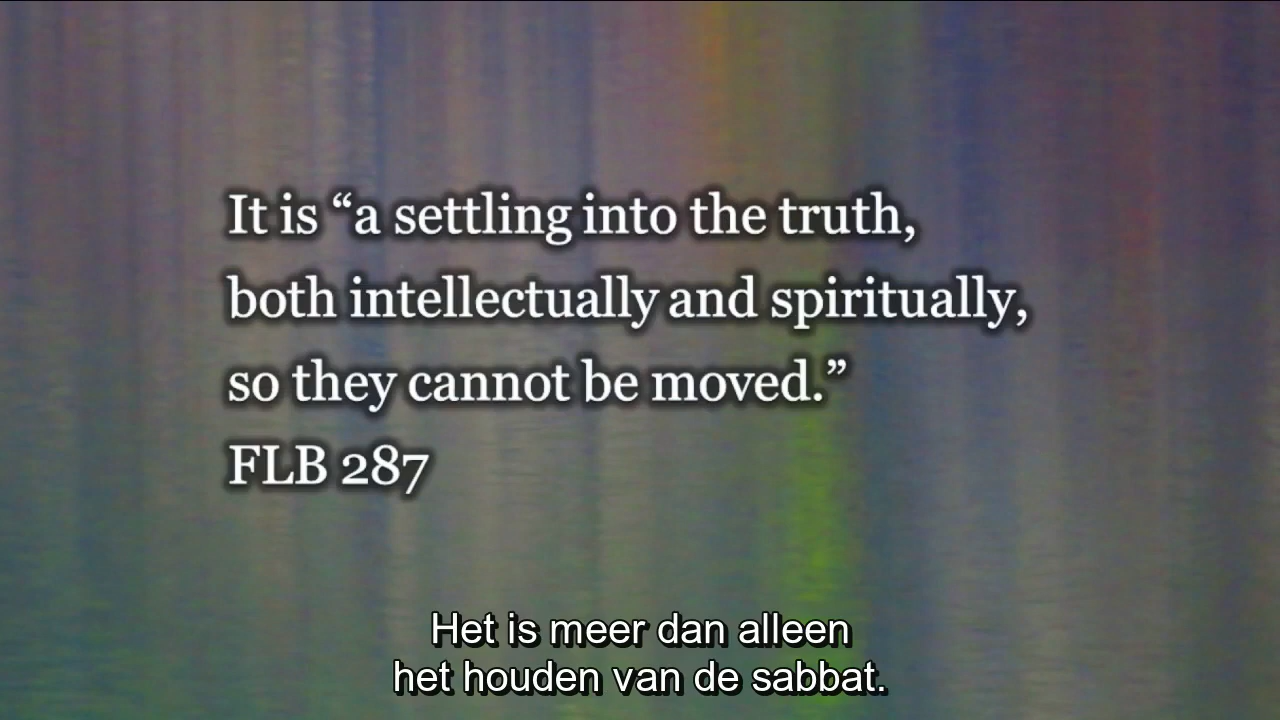 It is “a settling into the truth,
both intellectually and spiritually,
so they cannot be moved.”
FLB 287
Het is meer dan alleen
het houden van de sabbat.